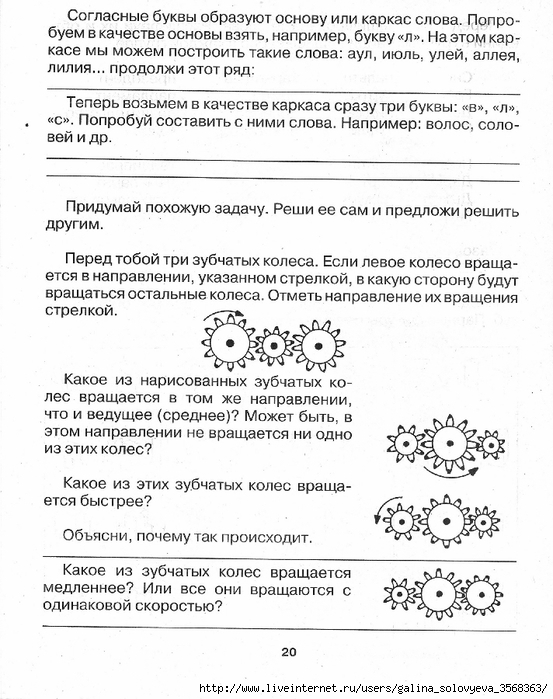 Согласные буквы образуют основу или каркас слова. Попро-
буем в качестве основы взять, например, букву «л». На этом кар-
касе мы можем построить такие слова: аул, июль, улей, аллея,
лилия... продолжи этот ряд:
Теперь возьмем в качестве каркаса сразу три буквы: «в», «л»,
«с». Попробуй составить с ними слова. Например: волос, соло-
вей и др.
Придумай похожую задачу. Реши ее сам и предложи решить
другим.
Перед тобой три зубчатых колеса. Если левое колесо враща-
ется в направлении, указанном стрелкой, в какую сторону будут
вращаться остальные колеса. Отметь направление их вращения
стрелкой.
Какое из нарисованных зубчатых ко-
лес вращается в том же направлении,
что и ведущее (среднее)? Может быть, в
этом направлении не вращается ни одно
из этих колес?
Какое из этих зубчатых колес враща-
ется быстрее?
Объясни, почему так происходит.
Какое из зубчатых колес вращается
медленнее? Или все они вращаются с
одинаковой скоростью?
20
http://www.liveinternet.ru/users/galina_solovyeva_3568363/